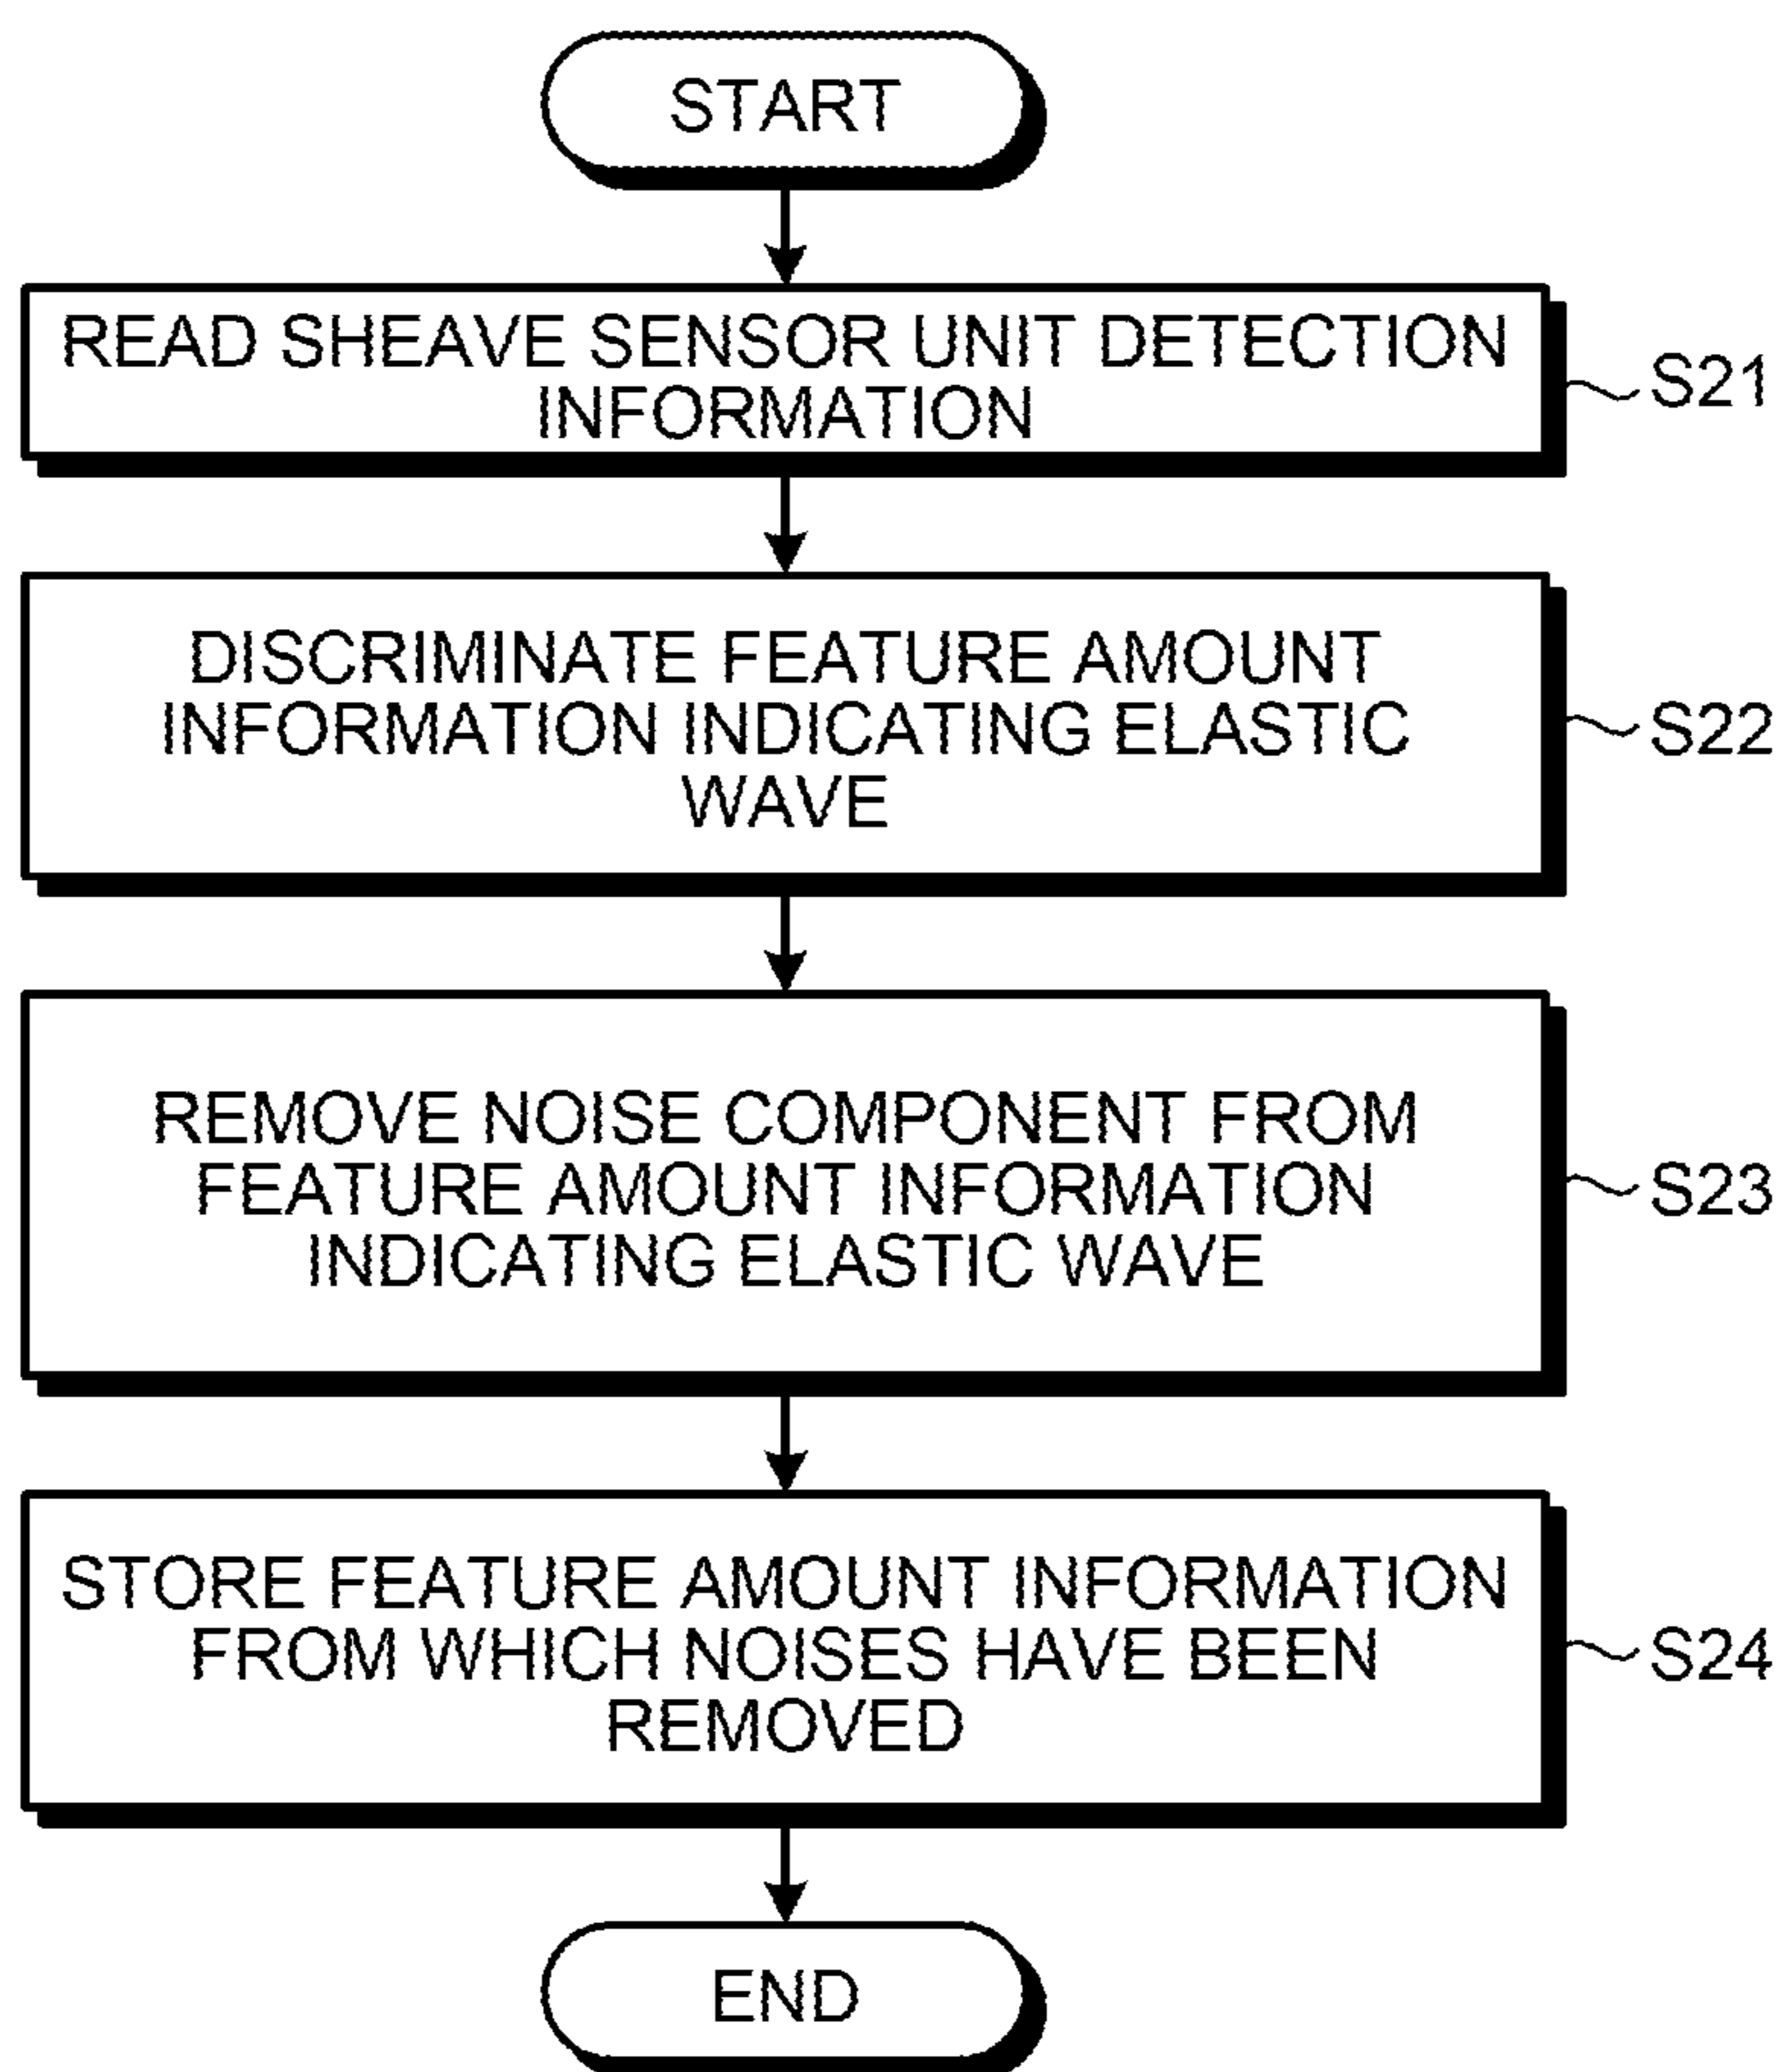 START
READ SHEAVE SENSOR UNIT DETECTION
INFORMATION
S21
DISCRIMINATE FEATURE AMOUNT
INFORMATION INDICATING ELASTIC
WAVE
S22
REMOVE NOISE COMPONENT FROM
FEATURE AMOUNT INFORMATION
INDICATING ELASTIC WAVE
S23
STORE FEATURE AMOUNT INFORMATION
FROM WHICH NOISES HAVE BEEN
REMOVED
S24
END